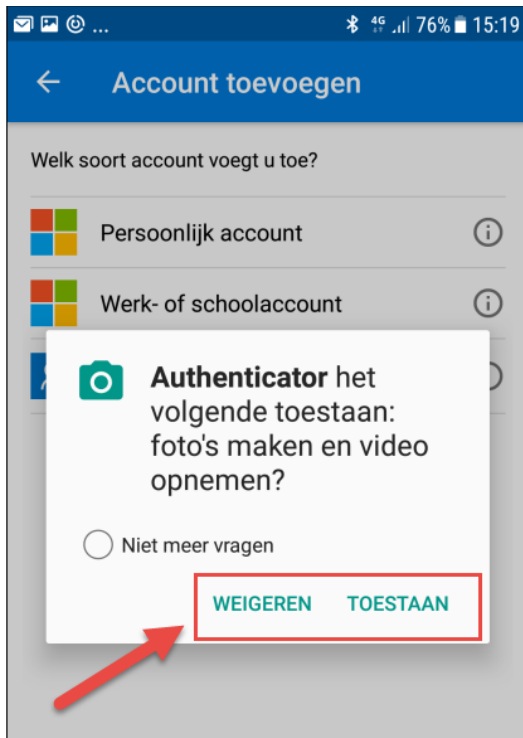 ... 4G 76% 15:19
Account toevoegen
Welk soort account voegt u toe?
Persoonlijk account
Werk- of schoolaccount
Authenticator het
volgende toestaan:
foto's maken en video
opnemen?
Niet meer vragen
WEIGEREN TOESTAAN